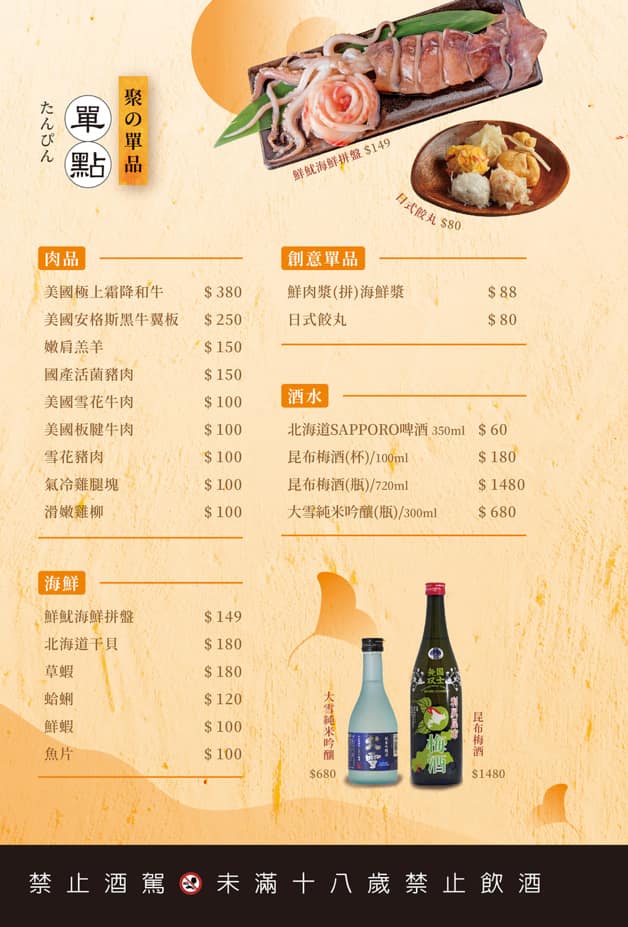 聚の單品
單點
たんぴん
鮮魷海鮮拼盤 $149
日式餃丸 $80
肉品
美國極上霜降和牛 $380
美國安格斯黑牛翼板 $250
嫩肩羔羊 $150
國產活菌豬肉 $150
美國雪花牛肉 $100
美國板腱牛肉 $100
雪花豬肉 $100
氣冷雞腿塊 $100
滑嫩雞柳 $100
海鮮
鮮魷海鮮拼盤 $149
北海道干貝 $180
草蝦 $180
蛤蜊 $120
鮮蝦 $100
魚片 $100
創意單品
鮮肉漿(拼)海鮮漿 $88
日式餃丸 $80
酒水
北海道SAPPORO啤酒 350ml $60
昆布梅酒(杯)/100ml $180
昆布梅酒(瓶)/720ml $1480
大雪純米吟釀(瓶)/300ml $680
大雪純米吟釀
$680
梅酒
昆布梅酒
$1480
禁止酒駕 未滿十八歲禁止飲酒